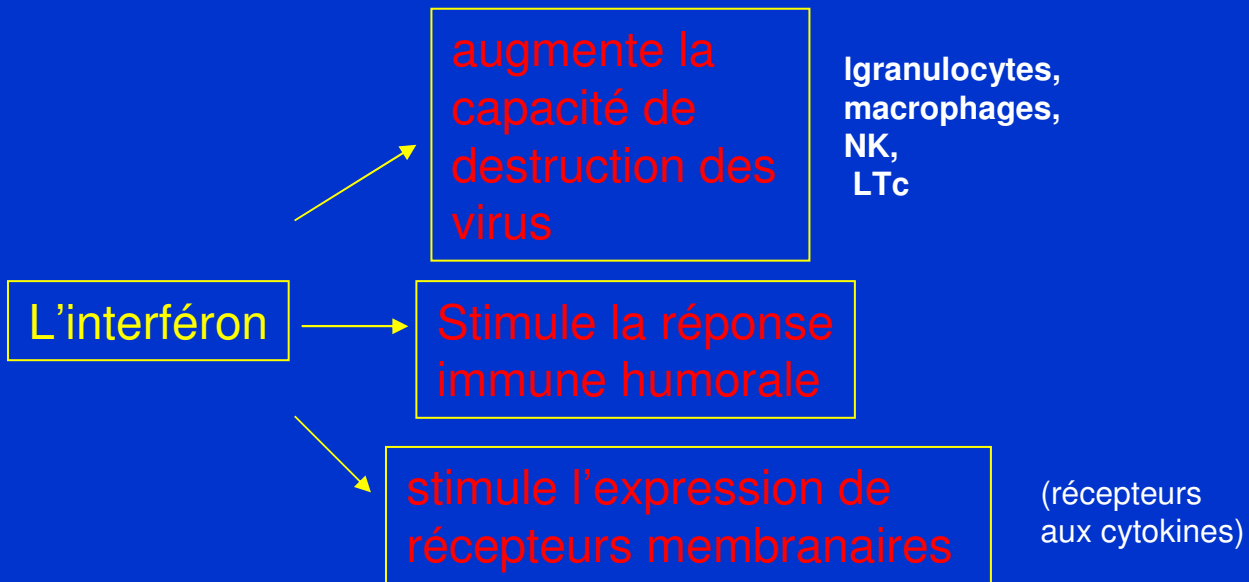 augmente la
capacité de
destruction des
virus
lgranulocytes,
macrophages,
NK,
LTc
L'interféron
Stimule la réponse
immune humorale
stimule l'expression de
récepteurs membranaires
(récepteurs
aux cytokines)